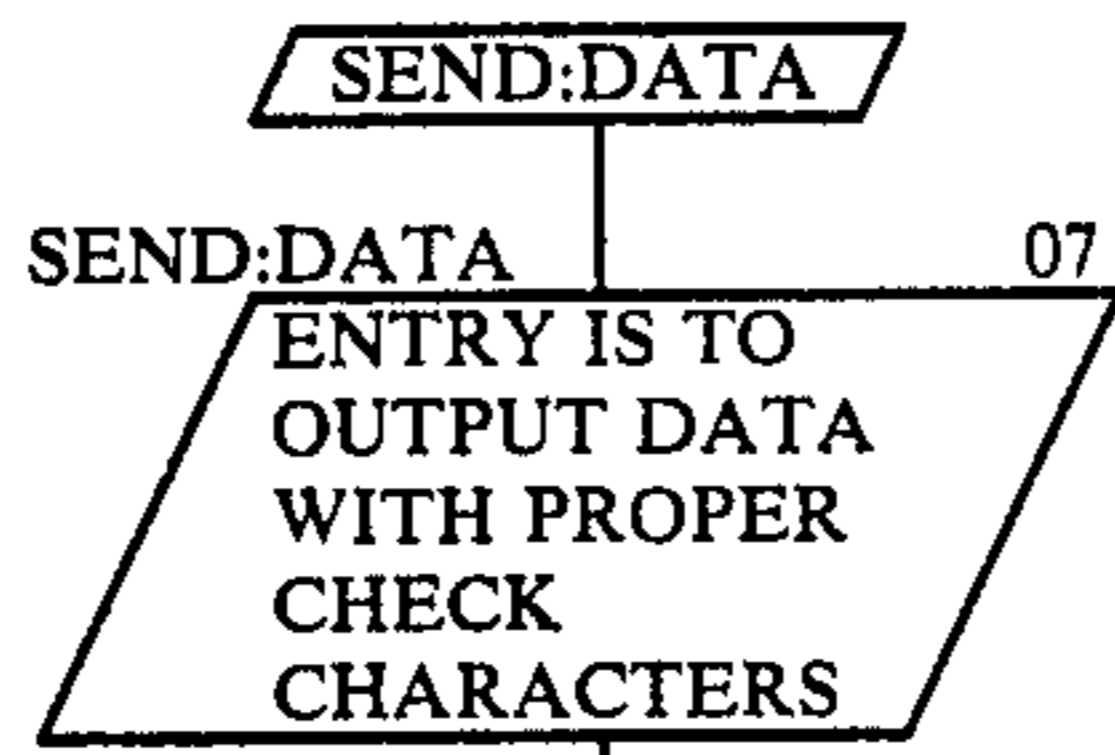 SEND:DATA
SEND:DATA 07
ENTRY IS TO
OUTPUT DATA
WITH PROPER
CHECK
CHARACTERS